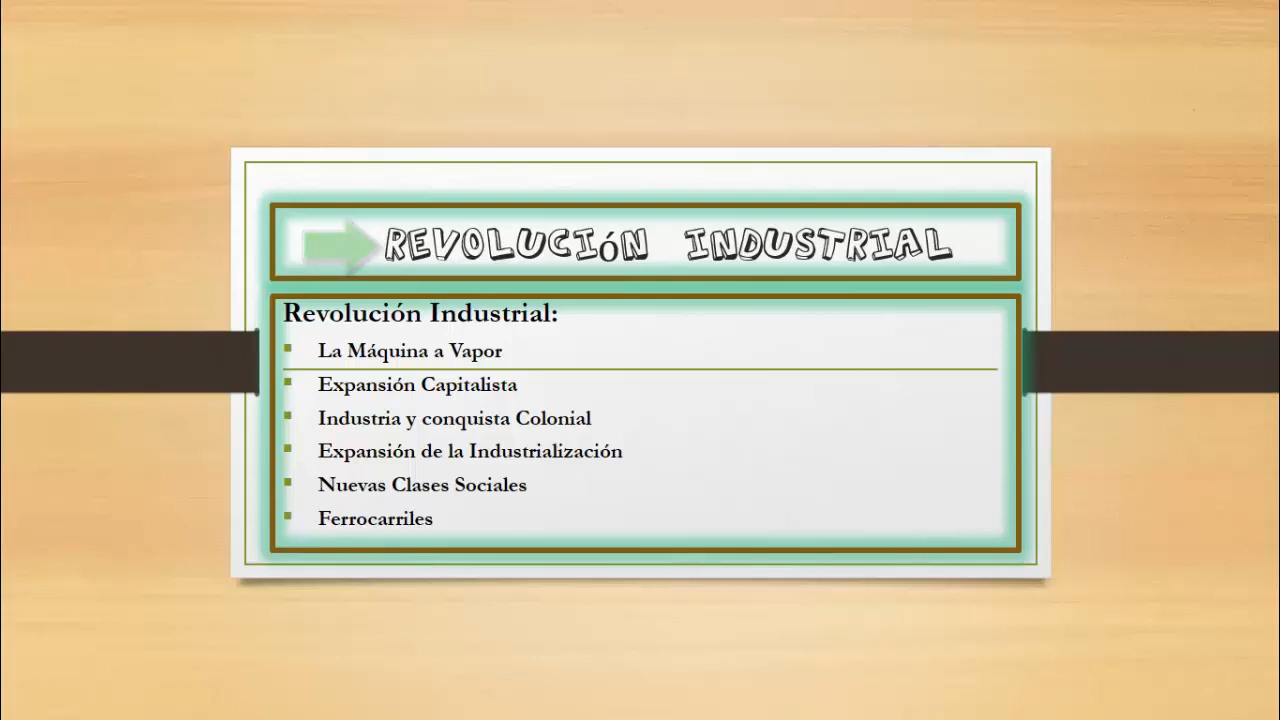 REVOLUCIóN INDUSTRIAL
Revolución Industrial:
La Máquina a Vapor
Expansión Capitalista
Industria y conquista Colonial
Expansión de la Industrialización
Nuevas Clases Sociales
Ferrocarriles